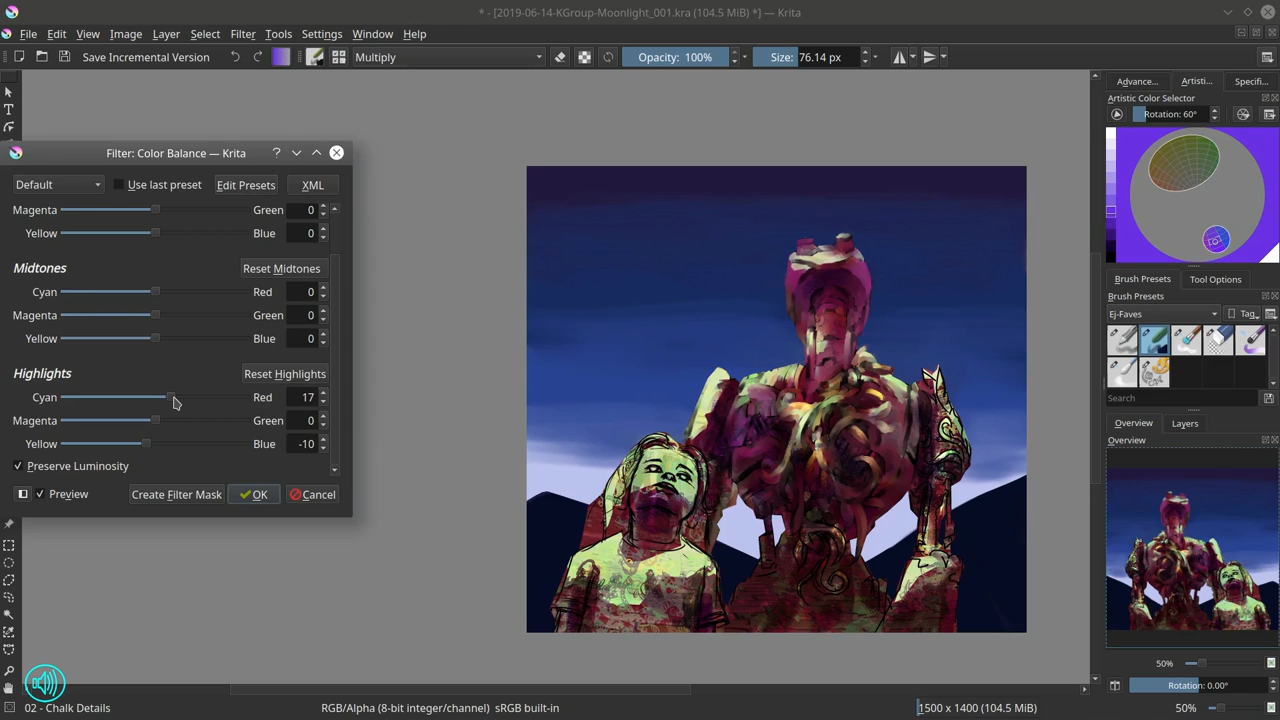 * - [2019-06-14-KGroup-Moonlight_001.kra (104.5 MiB) *] — Krita
File Edit View Image Layer Select Filter Tools Settings Window Help
Save Incremental Version Multiply Opacity: 100% Size: 76.14 px
Advance... Artisti... Specifi...
Artistic Color Selector
Rotation: 60°
Filter: Color Balance — Krita
Default Use last preset Edit Presets XML
Magenta Green 0
Yellow Blue 0
Midtones Reset Midtones
Cyan Red 0
Magenta Green 0
Yellow Blue 0
Highlights Reset Highlights
Cyan Red 17
Magenta Green 0
Yellow Blue -10
Preserve Luminosity
Preview Create Filter Mask OK Cancel
Brush Presets Tool Options
Brush Presets
Ej-Faves Tag
Search
Overview Layers
Overview
50%
Rotation: 0.00°
02 - Chalk Details RGB/Alpha (8-bit integer/channel) sRGB built-in 1500 x 1400 (104.5 MiB) 50%